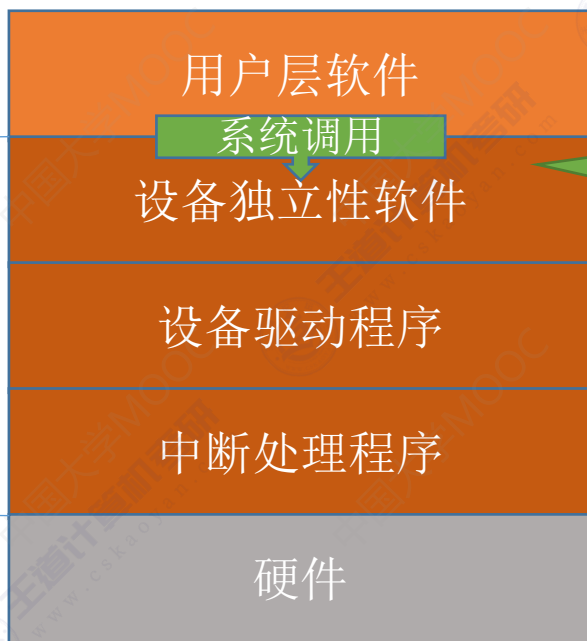 用户层软件
系统调用
设备独立性软件
设备驱动程序
中断处理程序
硬件